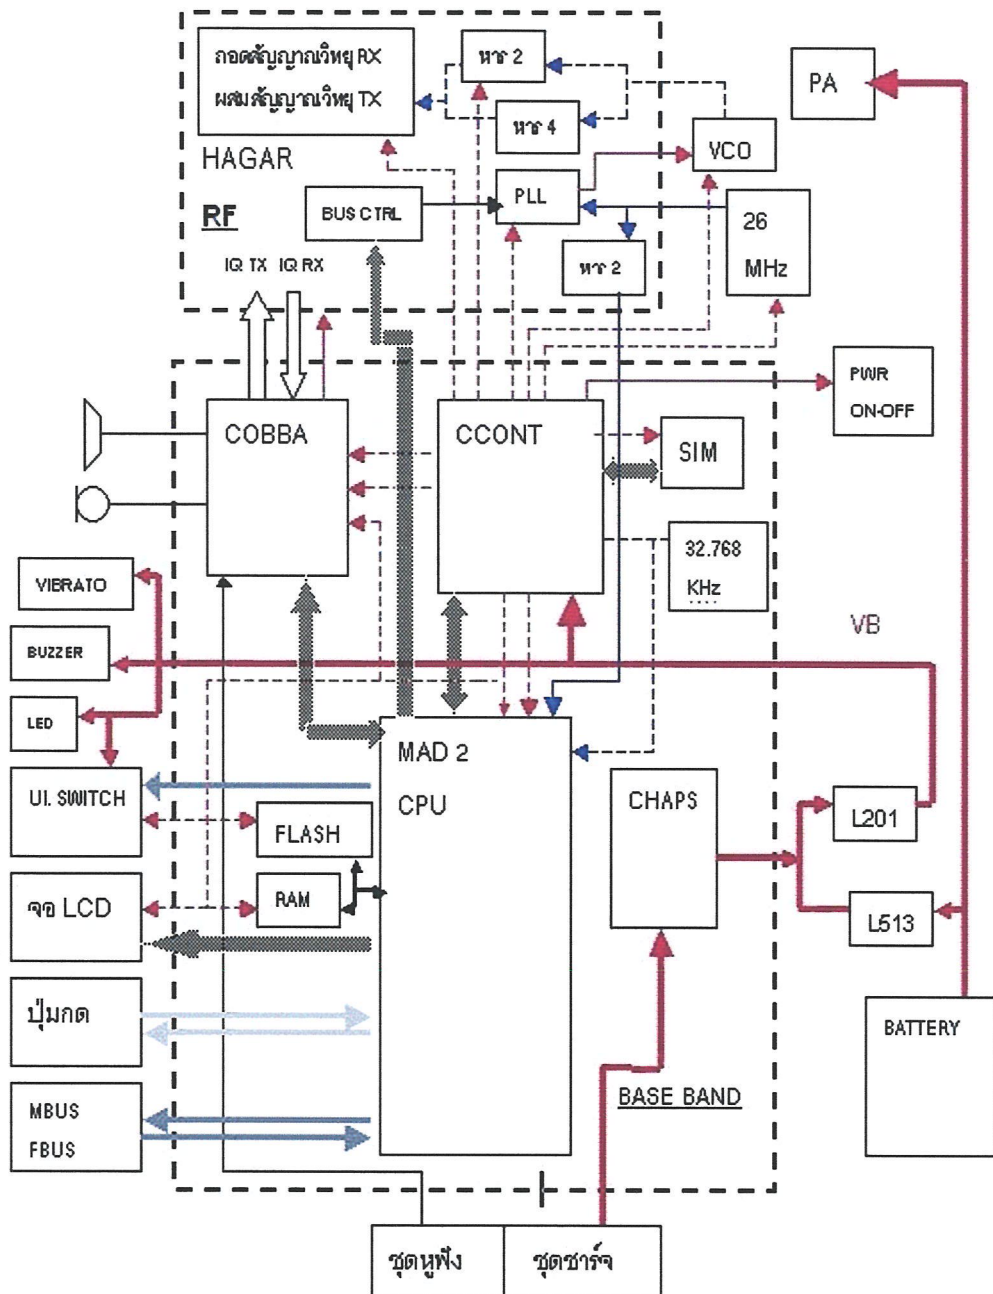 ถอดสัญญาณวิทยุ RX
ผสมสัญญาณวิทยุ TX
หาร 2
หาร 4
PA
VCO
HAGAR
RF
BUS CTRL
PLL
26
MHz
หาร 2
IQ TX
IQ RX
PWR
ON-OFF
COBBA
CCONT
SIM
32.768
KHz
VIBRATO
BUZZER
LED
VB
MAD 2
CPU
UI. SWITCH
FLASH
CHAPS
L201
จอ LCD
RAM
L513
ปุ่มกด
BATTERY
MBUS
FBUS
BASE BAND
ชุดหูฟัง
ชุดชาร์จ